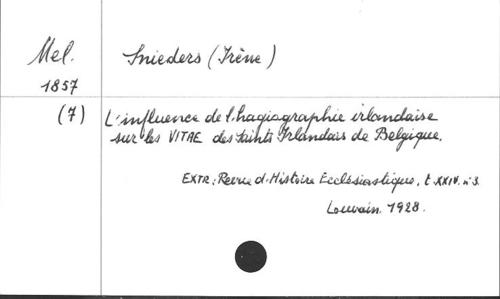 Mel. Snieders (Irène)
1857
(7) L'influence de l'hagiographie irlandaise
sur les VITAE des saints Irlandais de Belgique.
EXTR: Revue d'Histoire Ecclésiastique, t. XXIV. n° 3.
Louvain. 1928.